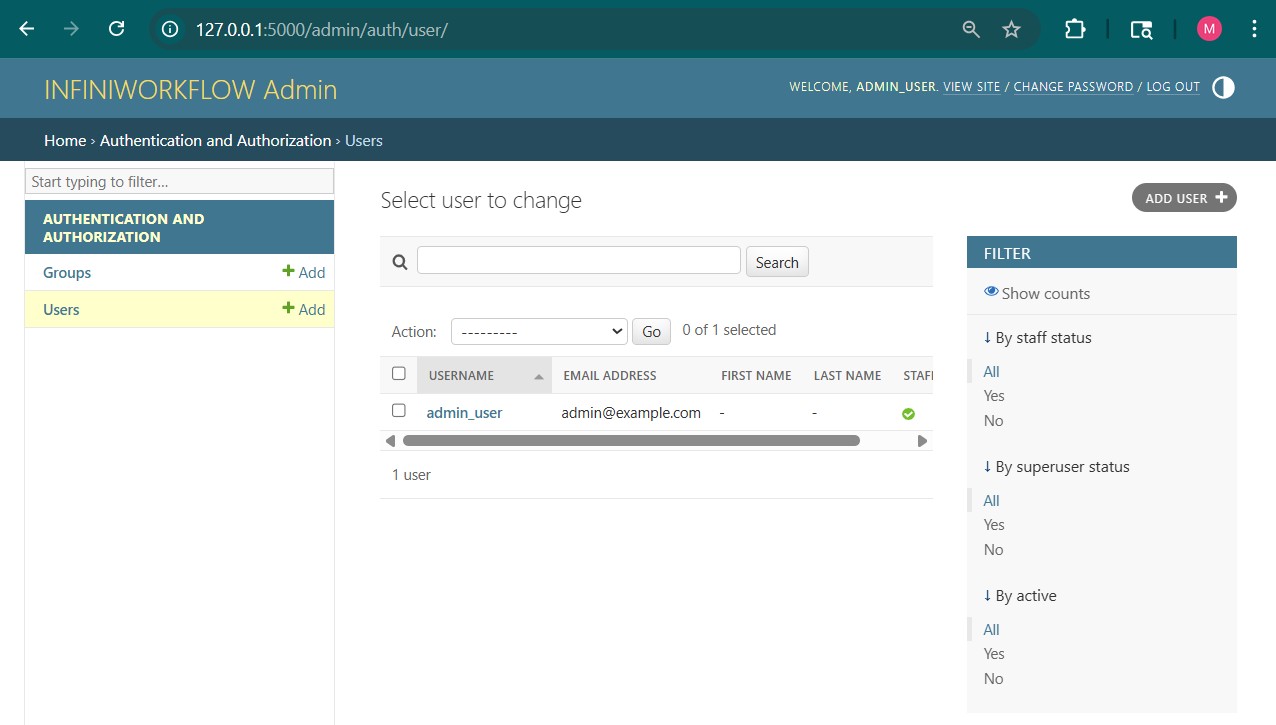 127.0.0.1:5000/admin/auth/user/
M
INFINIWORKFLOW Admin
WELCOME, ADMIN_USER. VIEW SITE / CHANGE PASSWORD / LOG OUT
Home › Authentication and Authorization › Users
Start typing to filter...
AUTHENTICATION AND
AUTHORIZATION
Groups
Add
Users
Add
Select user to change
ADD USER
Search
Action:
---------
Go
0 of 1 selected
USERNAME EMAIL ADDRESS FIRST NAME LAST NAME STAFF
admin_user admin@example.com - -
1 user
FILTER
Show counts
↓ By staff status
All
Yes
No
↓ By superuser status
All
Yes
No
↓ By active
All
Yes
No